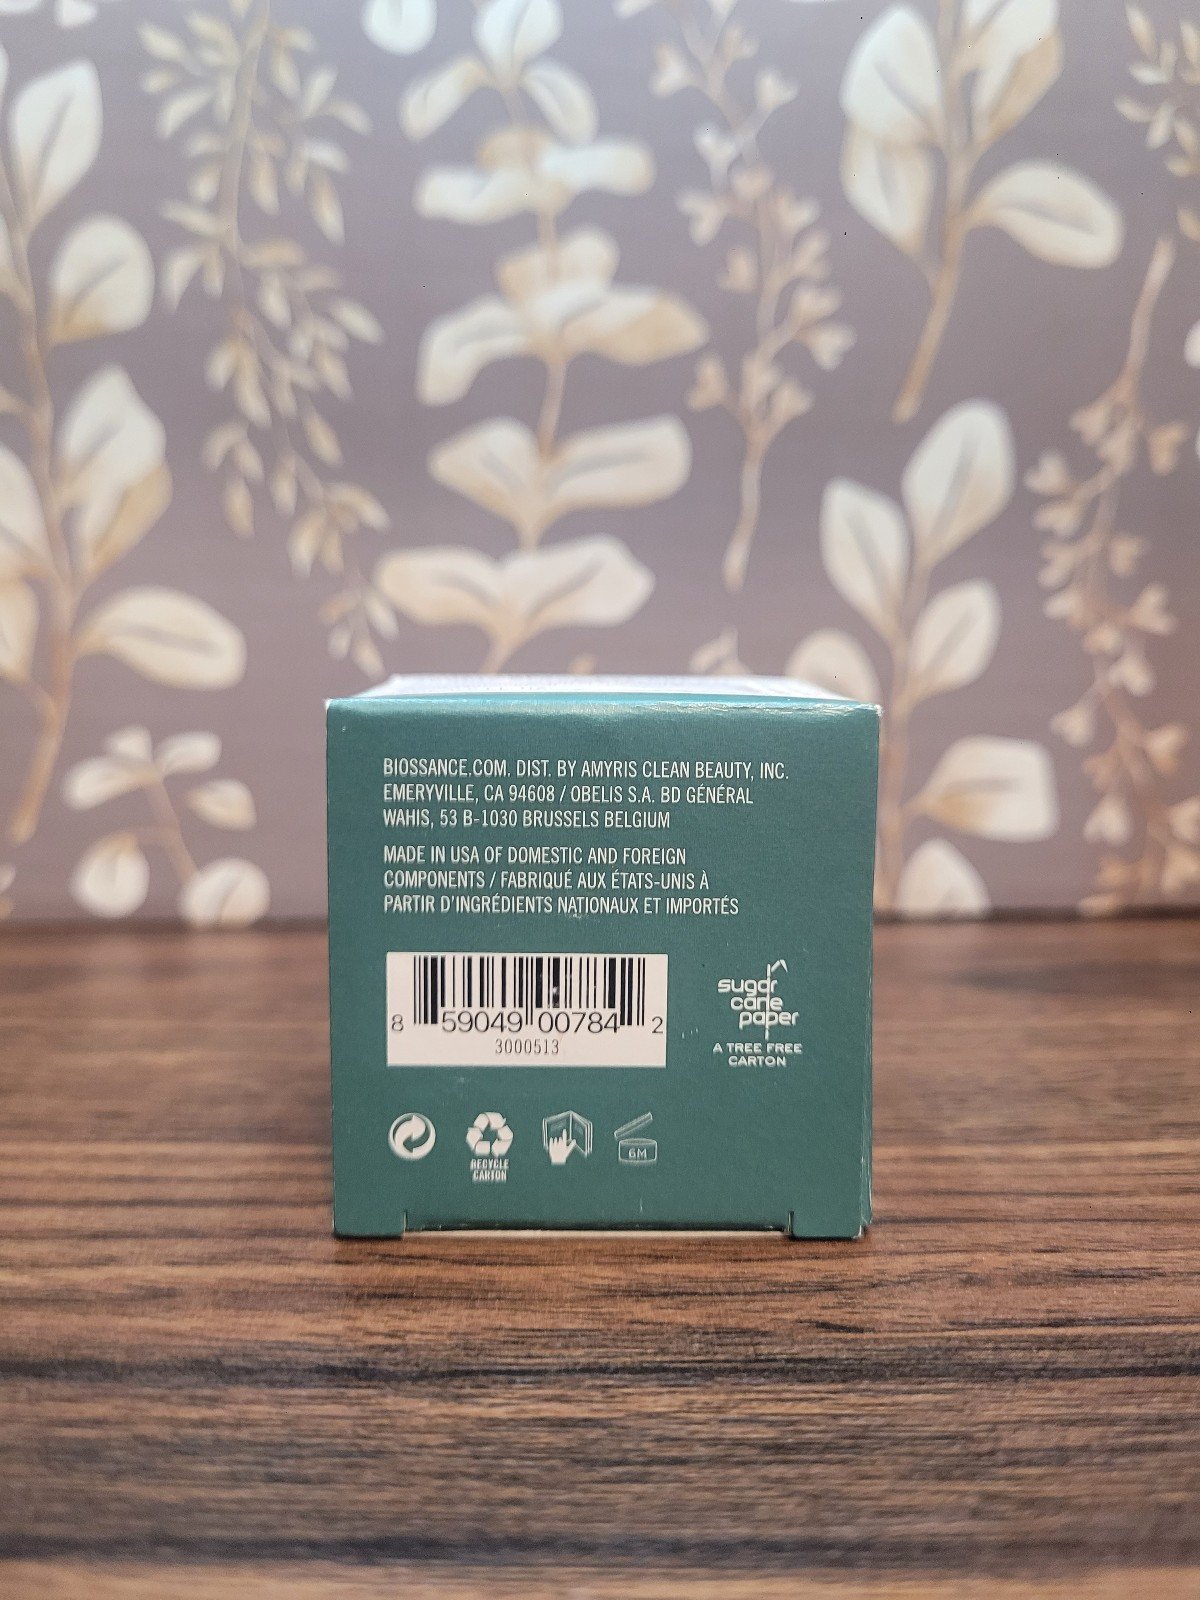 BIOSSANCE.COM. DIST. BY AMYRIS CLEAN BEAUTY, INC.
EMERYVILLE, CA 94608 / OBELIS S.A. BD GÉNÉRAL
WAHIS, 53 B-1030 BRUSSELS BELGIUM
MADE IN USA OF DOMESTIC AND FOREIGN
COMPONENTS / FABRIQUÉ AUX ÉTATS-UNIS À
PARTIR D'INGRÉDIENTS NATIONAUX ET IMPORTÉS
8 59049 00784 2
3000513
sugar
cane
paper
A TREE FREE
CARTON
RECYCLE
CARTON
6M